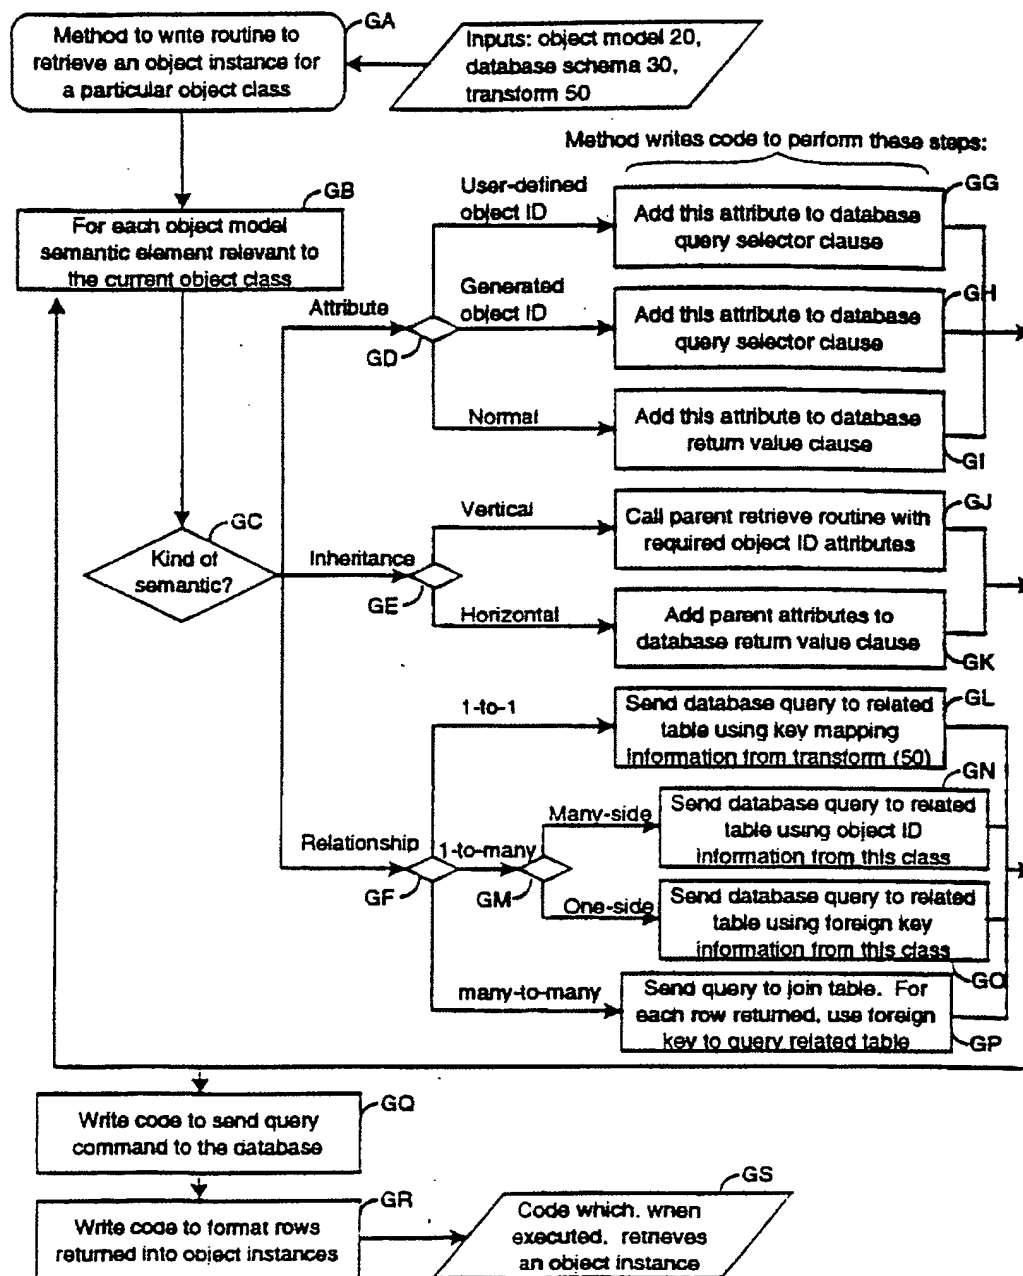 GA
Method to write routine to
retrieve an object instance for
a particular object class
Inputs: object model 20,
database schema 30,
transform 50
Method writes code to perform these steps:
GB
For each object model
semantic element relevant to
the current object class
User-defined
object ID
GG
Add this attribute to database
query selector clause
Attribute
GD
Generated
object ID
GH
Add this attribute to database
query selector clause
Normal
Add this attribute to database
return value clause
GI
GC
Kind of
semantic?
Inheritance
GE
Vertical
GJ
Call parent retrieve routine with
required object ID attributes
Horizontal
Add parent attributes to
database return value clause
GK
1-to-1
GL
Send database query to related
table using key mapping
information from transform (50)
Relationship
GF
1-to-many
GM
Many-side
GN
Send database query to related
table using object ID
information from this class
One-side
Send database query to related
table using foreign key
information from this class
GO
many-to-many
Send query to join table. For
each row returned, use foreign
key to query related table
GP
GQ
Write code to send query
command to the database
GR
Write code to format rows
returned into object instances
GS
Code which, when
executed, retrieves
an object instance